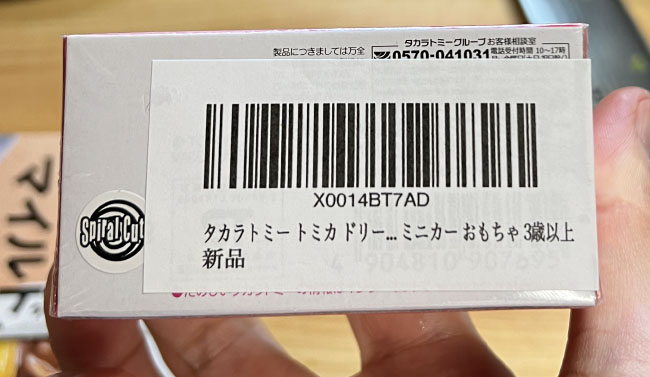 タカラトミーグループお客様相談室
製品につきましては万全
0570-041031
電話受付時間 10〜17時
X0014BT7AD
タカラトミー トミカ ドリー... ミニカー おもちゃ 3歳以上
新品
Spiral Cut
4 904810 907695
マイルド